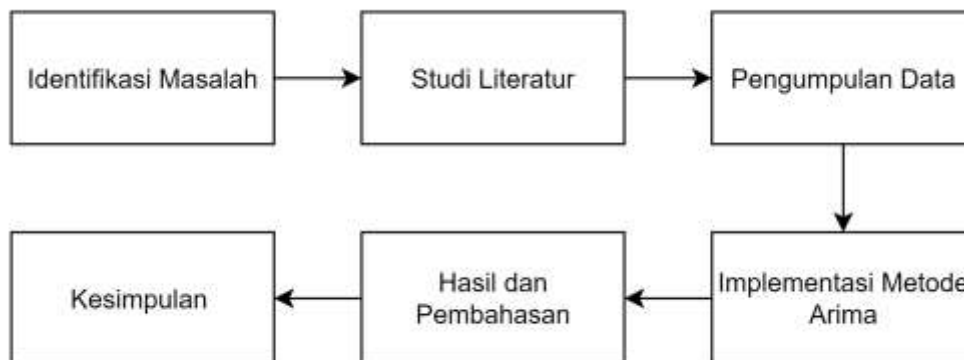 Identifikasi Masalah
Studi Literatur
Pengumpulan Data
Implementasi Metode
Arima
Hasil dan
Pembahasan
Kesimpulan